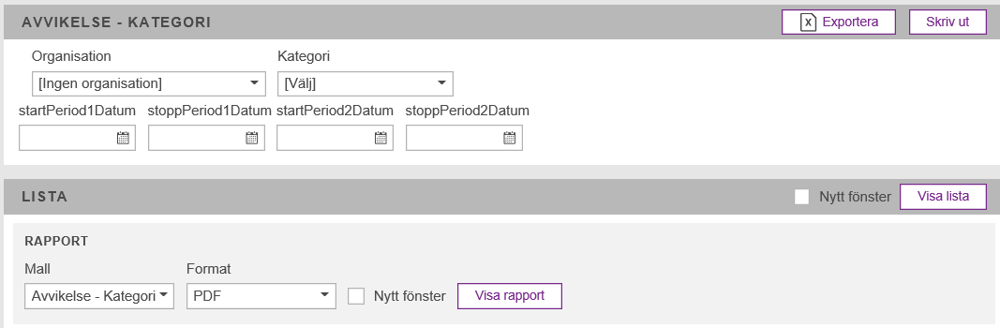 AVVIKELSE - KATEGORI Exportera Skriv ut
Organisation Kategori
[Ingen organisation] [Välj]
startPeriod1Datum stoppPeriod1Datum startPeriod2Datum stoppPeriod2Datum
LISTA Nytt fönster Visa lista
RAPPORT
Mall Format
Avvikelse - Kategori PDF Nytt fönster Visa rapport